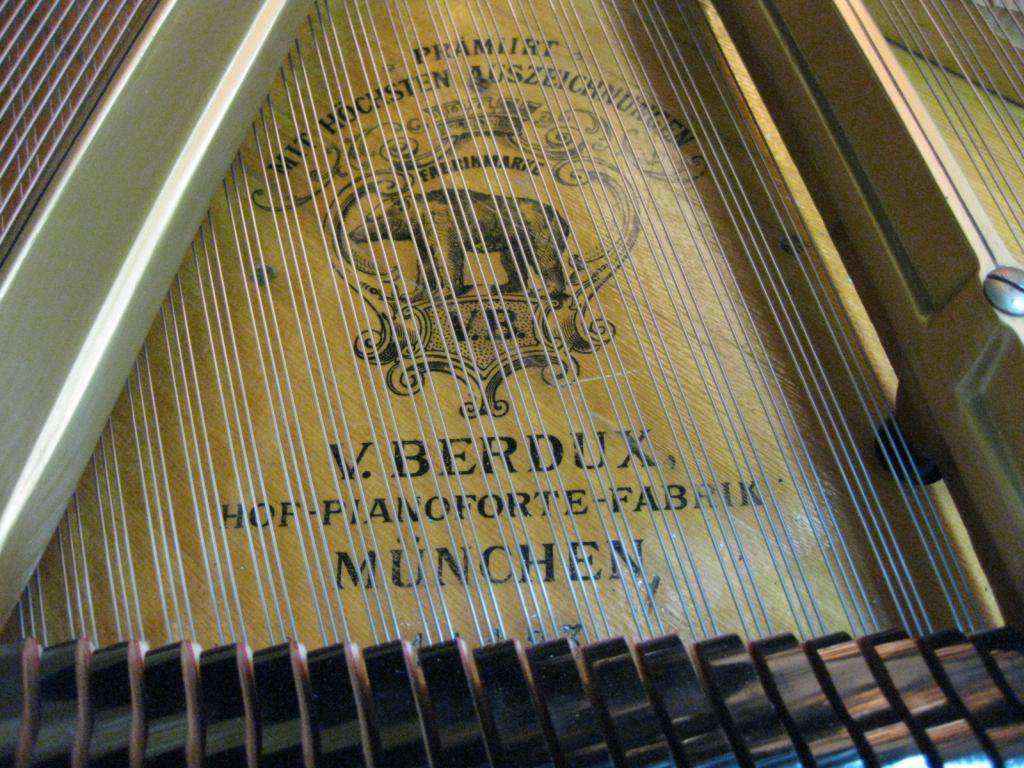 PRÄMIIRT
MIT HÖCHSTEN AUSZEICHNUNGEN
V.B.
V. BERDUX,
HOF-PIANOFORTE-FABRIK
MÜNCHEN